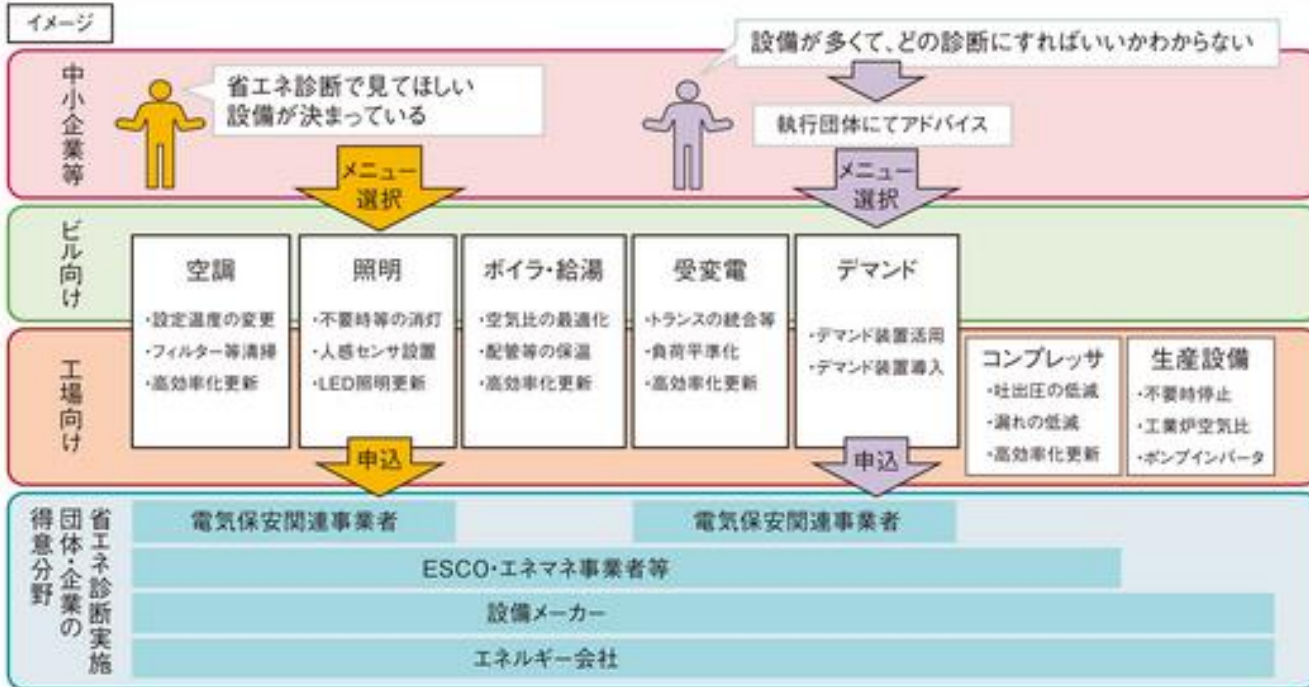 イメージ
中小企業等
省エネ診断で見てほしい
設備が決まっている
設備が多くて、どの診断にすればいいかわからない
執行団体にてアドバイス
メニュー
選択
メニュー
選択
ビル向け
工場向け
空調
・設定温度の変更
・フィルター等清掃
・高効率化更新
照明
・不要時等の消灯
・人感センサ設置
・LED照明更新
ボイラ・給湯
・空気比の最適化
・配管等の保温
・高効率化更新
受変電
・トランスの統合等
・負荷平準化
・高効率化更新
デマンド
・デマンド装置活用
・デマンド装置導入
コンプレッサ
・吐出圧の低減
・漏れの低減
・高効率化更新
生産設備
・不要時停止
・工業炉空気比
・ポンプインバータ
申込
申込
省エネ診断実施
団体・企業の
得意分野
電気保安関連事業者
電気保安関連事業者
ESCO・エネマネ事業者等
設備メーカー
エネルギー会社